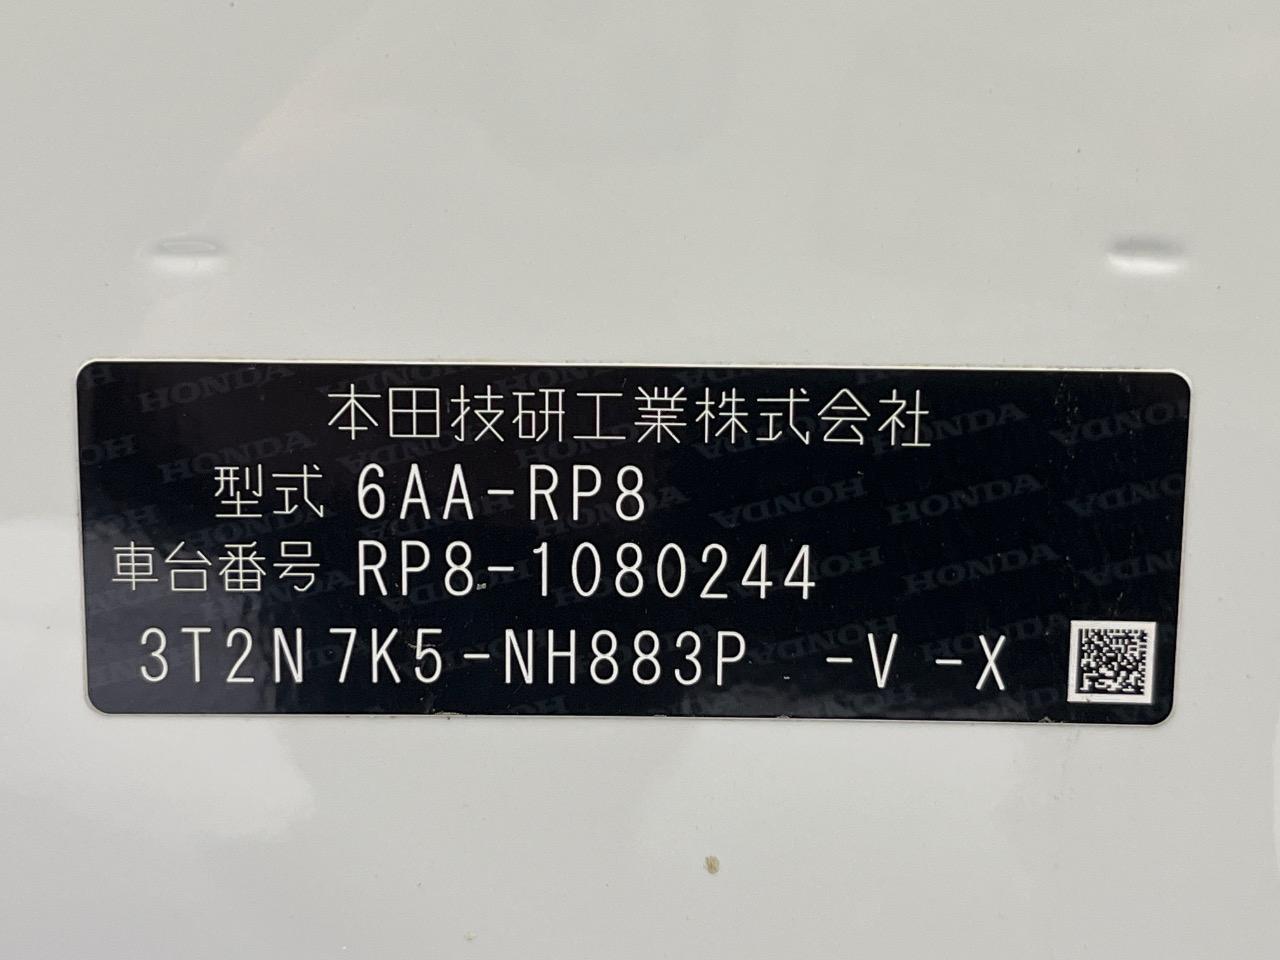 本田技研工業株式会社
型式 6AA-RP8
車台番号 RP8-1080244
3T2N7K5-NH883P -V -X